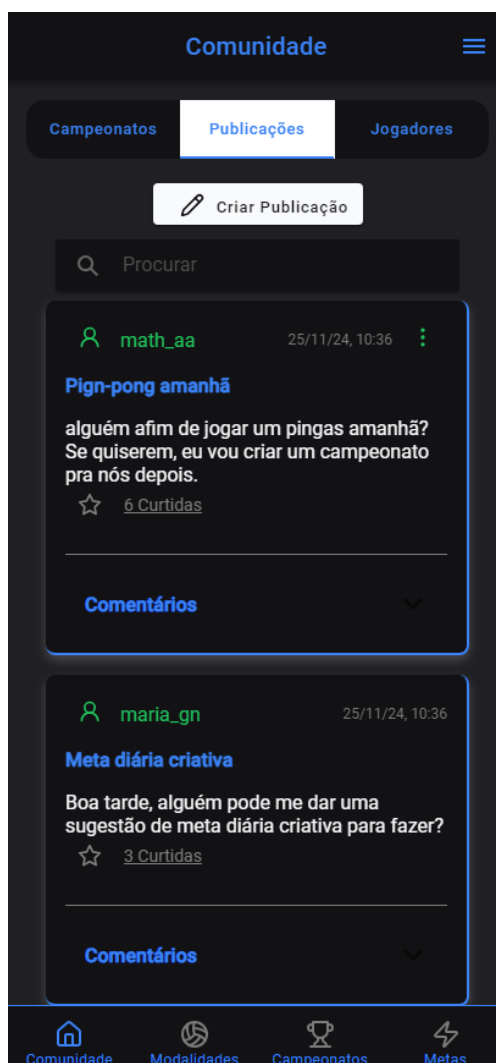 Comunidade
Campeonatos Publicações Jogadores
Criar Publicação
Procurar
math_aa 25/11/24, 10:36
Pign-pong amanhã
alguém afim de jogar um pingas amanhã?
Se quiserem, eu vou criar um campeonato
pra nós depois.
6 Curtidas
Comentários
maria_gn 25/11/24, 10:36
Meta diária criativa
Boa tarde, alguém pode me dar uma
sugestão de meta diária criativa para fazer?
3 Curtidas
Comentários
Comunidade Modalidades Campeonatos Metas